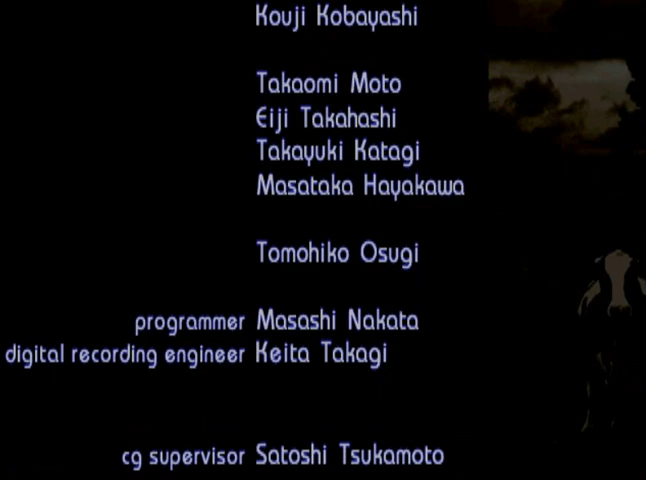 Kouji Kobayashi
Takaomi Moto
Eiji Takahashi
Takayuki Katagi
Masataka Hayakawa
Tomohiko Osugi
programmer Masashi Nakata
digital recording engineer Keita Takagi
cg supervisor Satoshi Tsukamoto